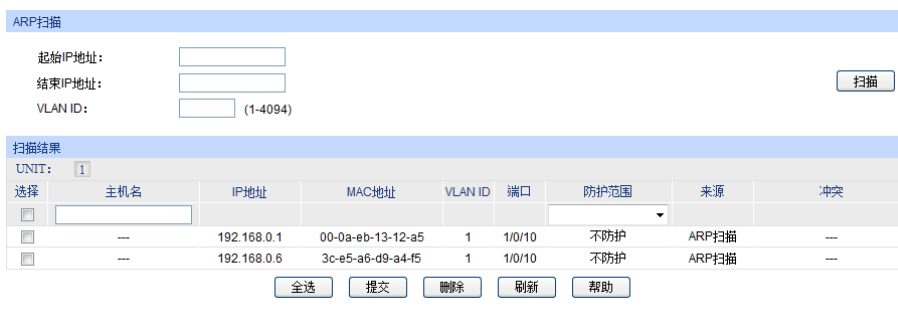 ARP扫描
起始IP地址：
结束IP地址：
扫描
VLAN ID： (1-4094)
扫描结果
UNIT： 1
选择 主机名 IP地址 MAC地址 VLAN ID 端口 防护范围 来源 冲突
--- 192.168.0.1 00-0a-eb-13-12-a5 1 1/0/10 不防护 ARP扫描 ---
--- 192.168.0.6 3c-e5-a6-d9-a4-f5 1 1/0/10 不防护 ARP扫描 ---
全选 提交 删除 刷新 帮助